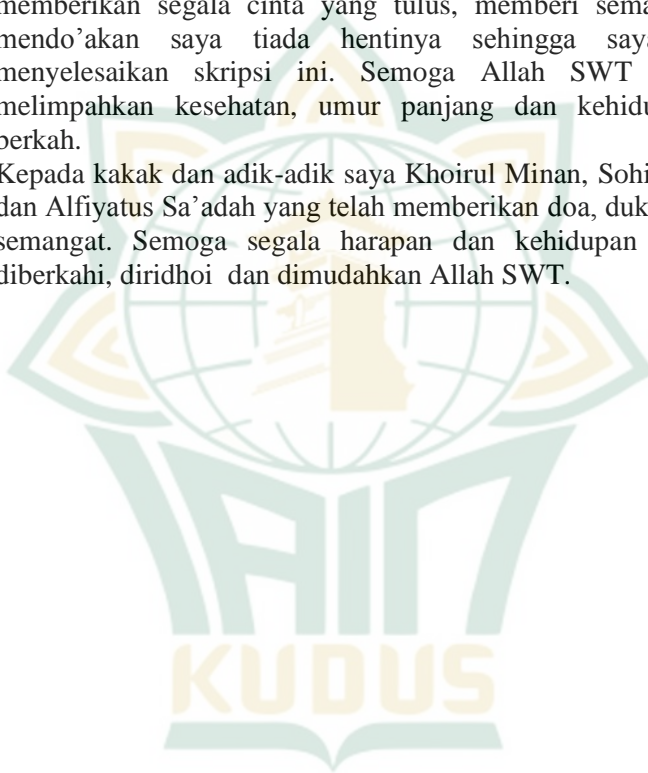 memberikan segala cinta yang tulus, memberi sema
mendo’akan saya tiada hentinya sehingga saya
menyelesaikan skripsi ini. Semoga Allah SWT
melimpahkan kesehatan, umur panjang dan kehidu
berkah.
Kepada kakak dan adik-adik saya Khoirul Minan, Sohi
dan Alfiyatus Sa’adah yang telah memberikan doa, duk
semangat. Semoga segala harapan dan kehidupan
diberkahi, diridhoi  dan dimudahkan Allah SWT.
IAIN
KUDUS